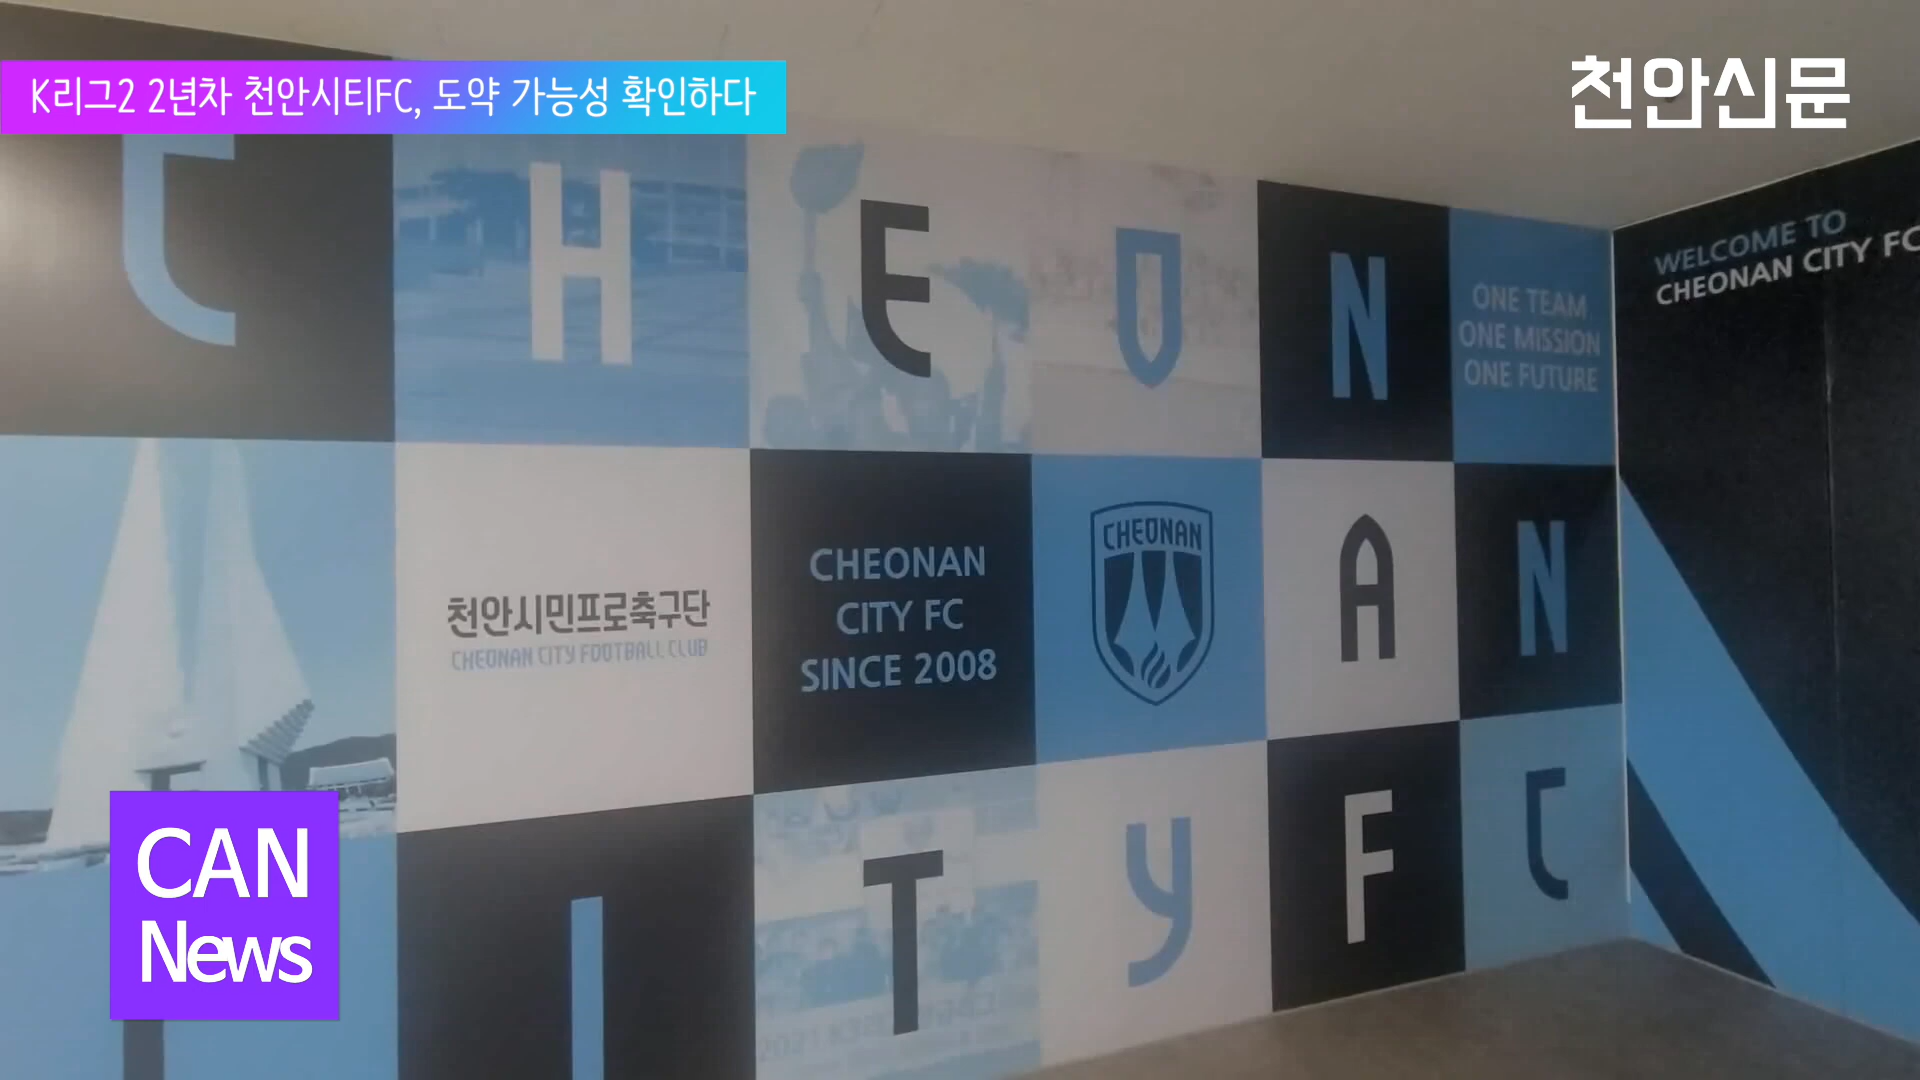 K리그2 2년차 천안시티FC, 도약 가능성 확인하다
천안신문
C H E O N
ONE TEAM
ONE MISSION
ONE FUTURE
WELCOME TO
CHEONAN CITY FC
천안시민프로축구단
CHEONAN CITY FOOTBALL CLUB
CHEONAN
CITY FC
SINCE 2008
CHEONAN
A N
I T Y F C
CAN
News